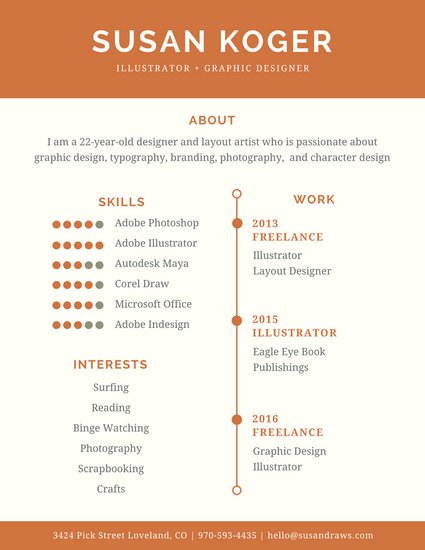 SUSAN KOGER
ILLUSTRATOR + GRAPHIC DESIGNER
ABOUT
I am a 22-year-old designer and layout artist who is passionate about
graphic design, typography, branding, photography, and character design
SKILLS
Adobe Photoshop
Adobe Illustrator
Autodesk Maya
Corel Draw
Microsoft Office
Adobe Indesign
INTERESTS
Surfing
Reading
Binge Watching
Photography
Scrapbooking
Crafts
WORK
2013
FREELANCE
Illustrator
Layout Designer
2015
ILLUSTRATOR
Eagle Eye Book
Publishings
2016
FREELANCE
Graphic Design
Illustrator
3424 Pick Street Loveland, CO | 970-593-4435 | hello@susandraws.com